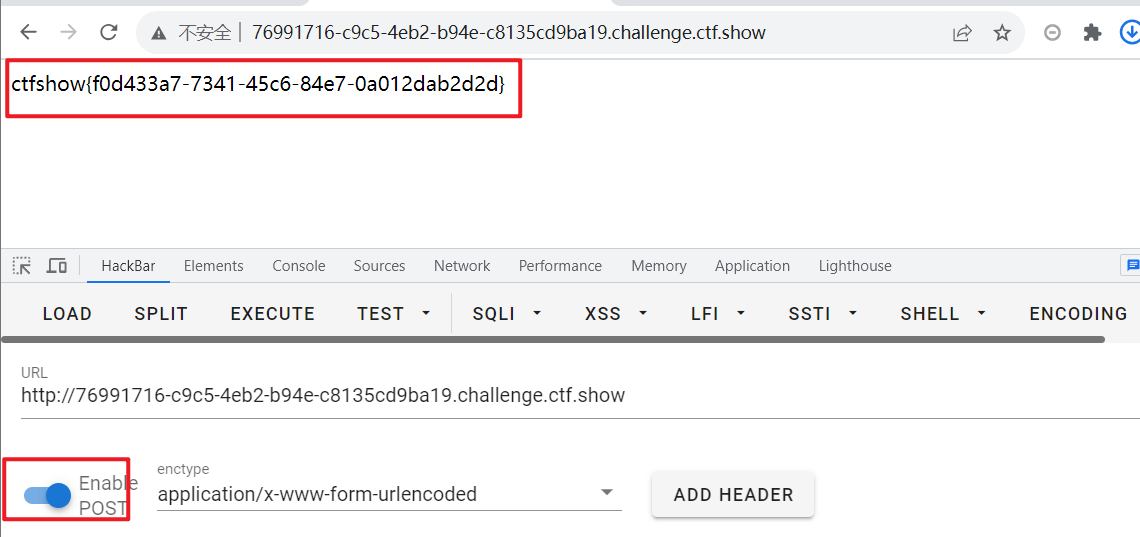 不安全 | 76991716-c9c5-4eb2-b94e-c8135cd9ba19.challenge.ctf.show
ctfshow{f0d433a7-7341-45c6-84e7-0a012dab2d2d}
HackBar Elements Console Sources Network Performance Memory Application Lighthouse
LOAD SPLIT EXECUTE TEST SQLI XSS LFI SSTI SHELL ENCODING
URL
http://76991716-c9c5-4eb2-b94e-c8135cd9ba19.challenge.ctf.show
Enable
POST
enctype
application/x-www-form-urlencoded
ADD HEADER